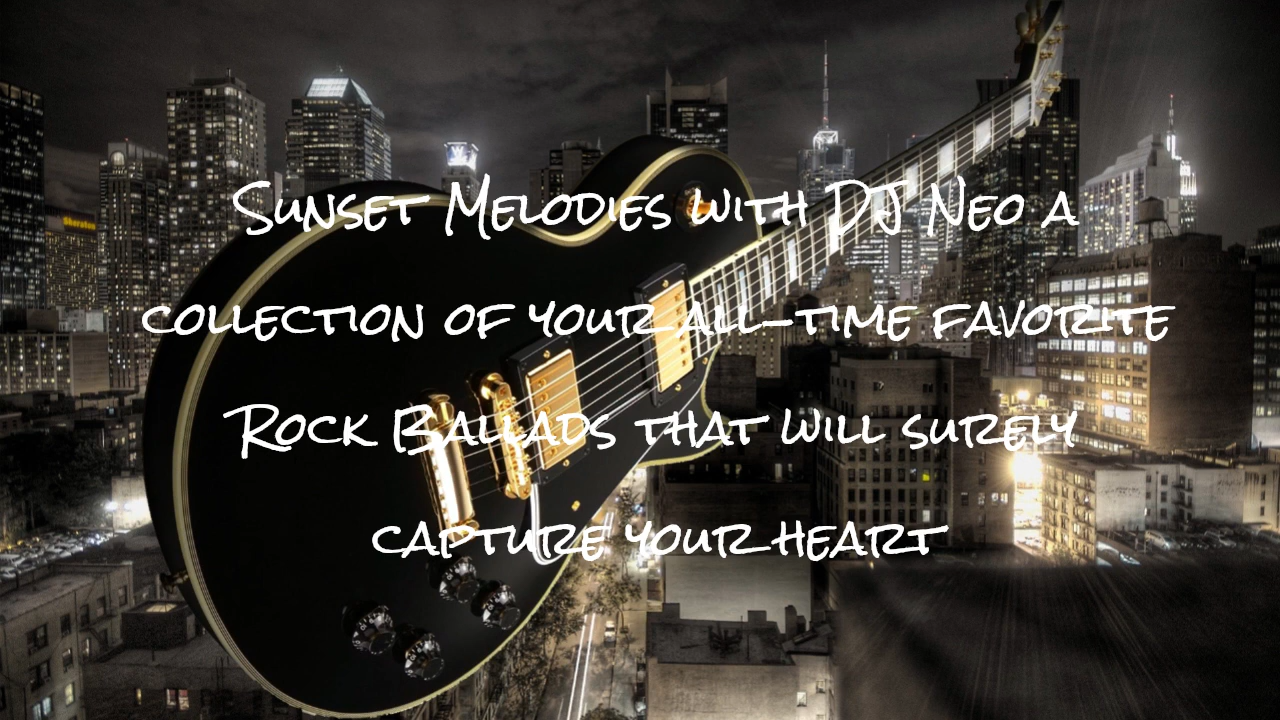 Sunset Melodies with DJ Neo a
collection of your all-time favorite
Rock Ballads that will surely
capture your heart
Sheraton